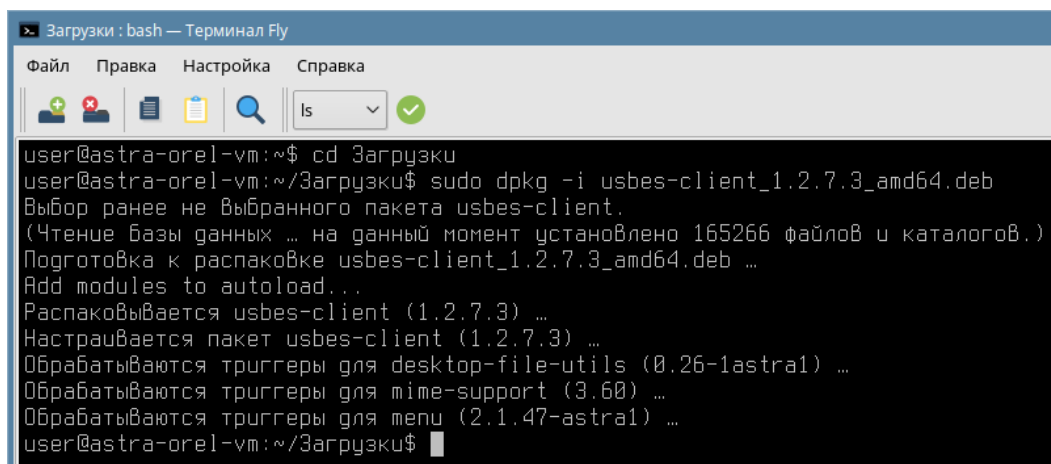 Загрузки : bash — Терминал Fly
Файл Правка Настройка Справка
ls
user@astra-orel-vm:~$ cd Загрузки
user@astra-orel-vm:~/Загрузки$ sudo dpkg -i usbes-client_1.2.7.3_amd64.deb
Выбор ранее не выбранного пакета usbes-client.
(Чтение базы данных … на данный момент установлено 165266 файлов и каталогов.)
Подготовка к распаковке usbes-client_1.2.7.3_amd64.deb …
Add modules to autoload...
Распаковывается usbes-client (1.2.7.3) …
Настраивается пакет usbes-client (1.2.7.3) …
Обрабатываются триггеры для desktop-file-utils (0.26-1astra1) …
Обрабатываются триггеры для mime-support (3.60) …
Обрабатываются триггеры для menu (2.1.47-astra1) …
user@astra-orel-vm:~/Загрузки$